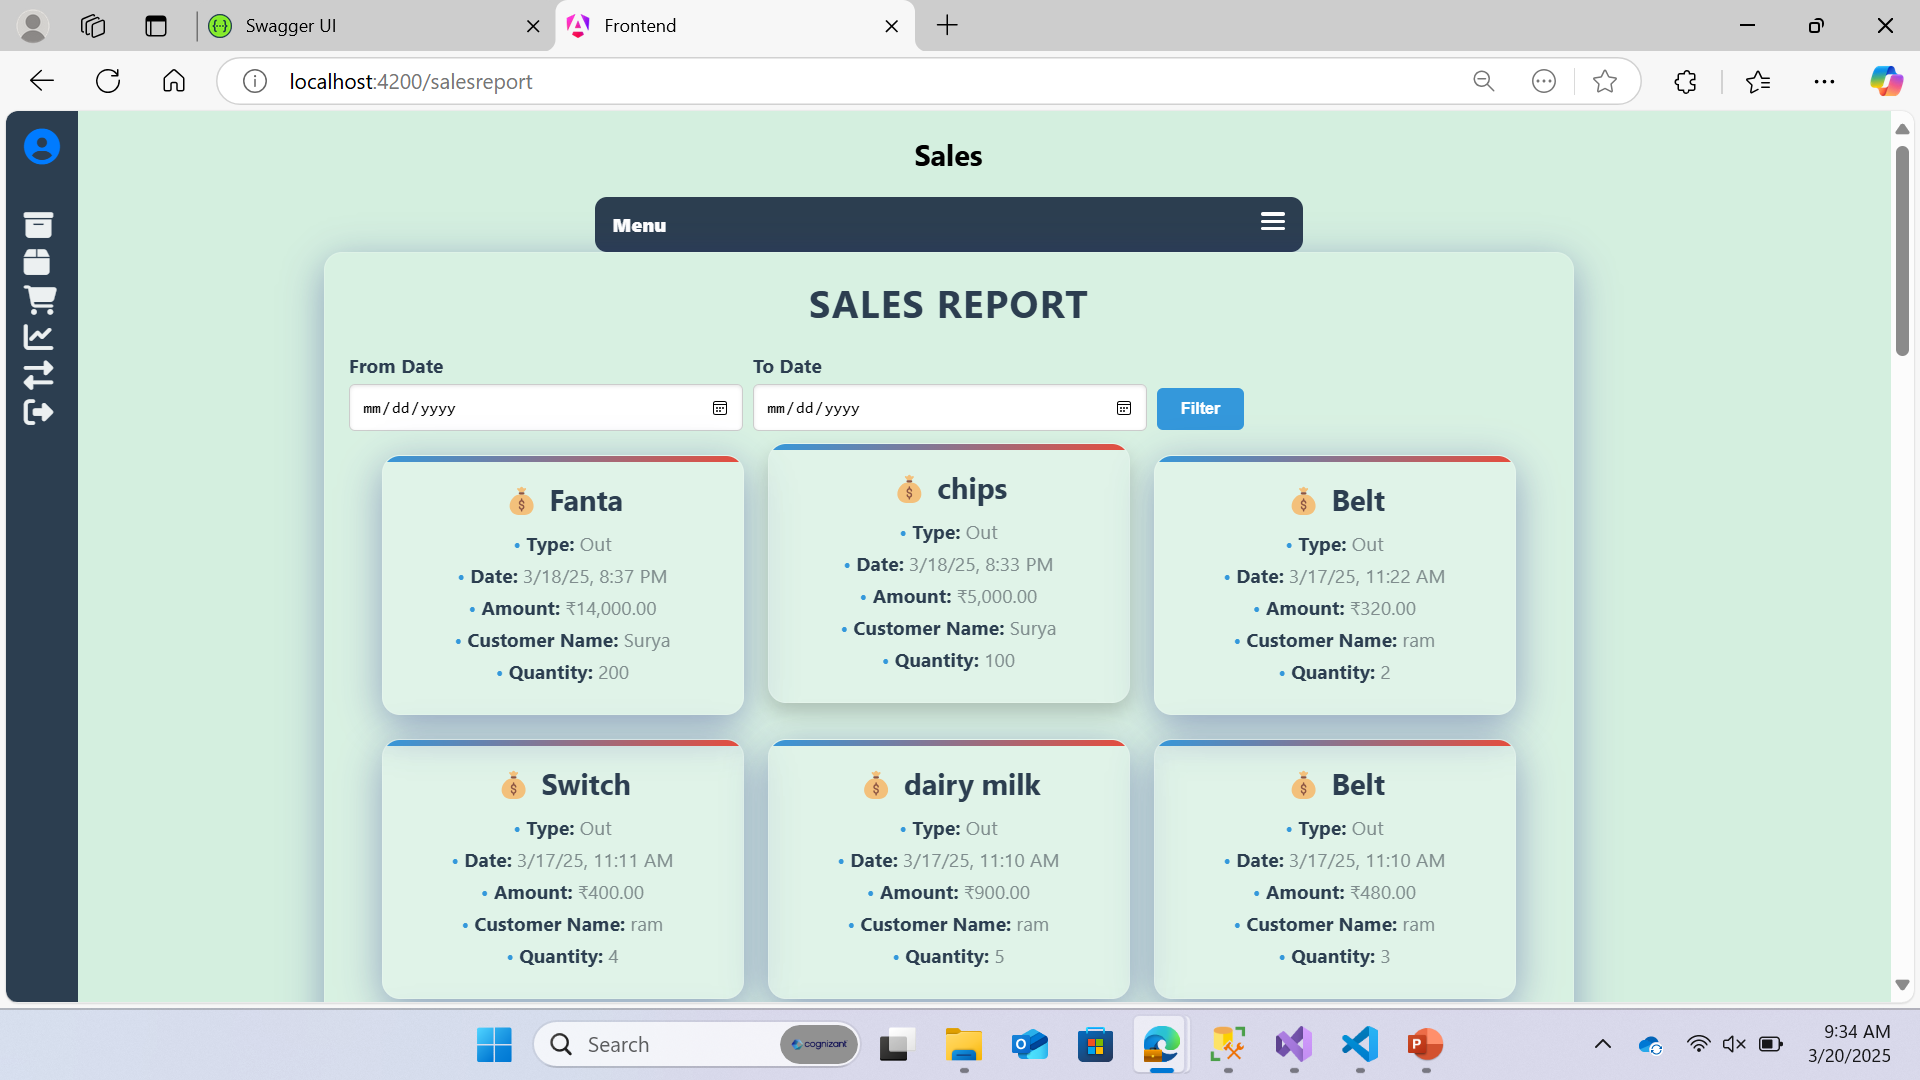 Swagger UI
Frontend
localhost:4200/salesreport
Sales
Menu
SALES REPORT
From Date
To Date
mm/dd/yyyy
mm/dd/yyyy
Filter
Fanta
• Type: Out
• Date: 3/18/25, 8:37 PM
• Amount: ₹14,000.00
• Customer Name: Surya
• Quantity: 200
chips
• Type: Out
• Date: 3/18/25, 8:33 PM
• Amount: ₹5,000.00
• Customer Name: Surya
• Quantity: 100
Belt
• Type: Out
• Date: 3/17/25, 11:22 AM
• Amount: ₹320.00
• Customer Name: ram
• Quantity: 2
Switch
• Type: Out
• Date: 3/17/25, 11:11 AM
• Amount: ₹400.00
• Customer Name: ram
• Quantity: 4
dairy milk
• Type: Out
• Date: 3/17/25, 11:10 AM
• Amount: ₹900.00
• Customer Name: ram
• Quantity: 5
Belt
• Type: Out
• Date: 3/17/25, 11:10 AM
• Amount: ₹480.00
• Customer Name: ram
• Quantity: 3
Search
cognizant
9:34 AM
3/20/2025